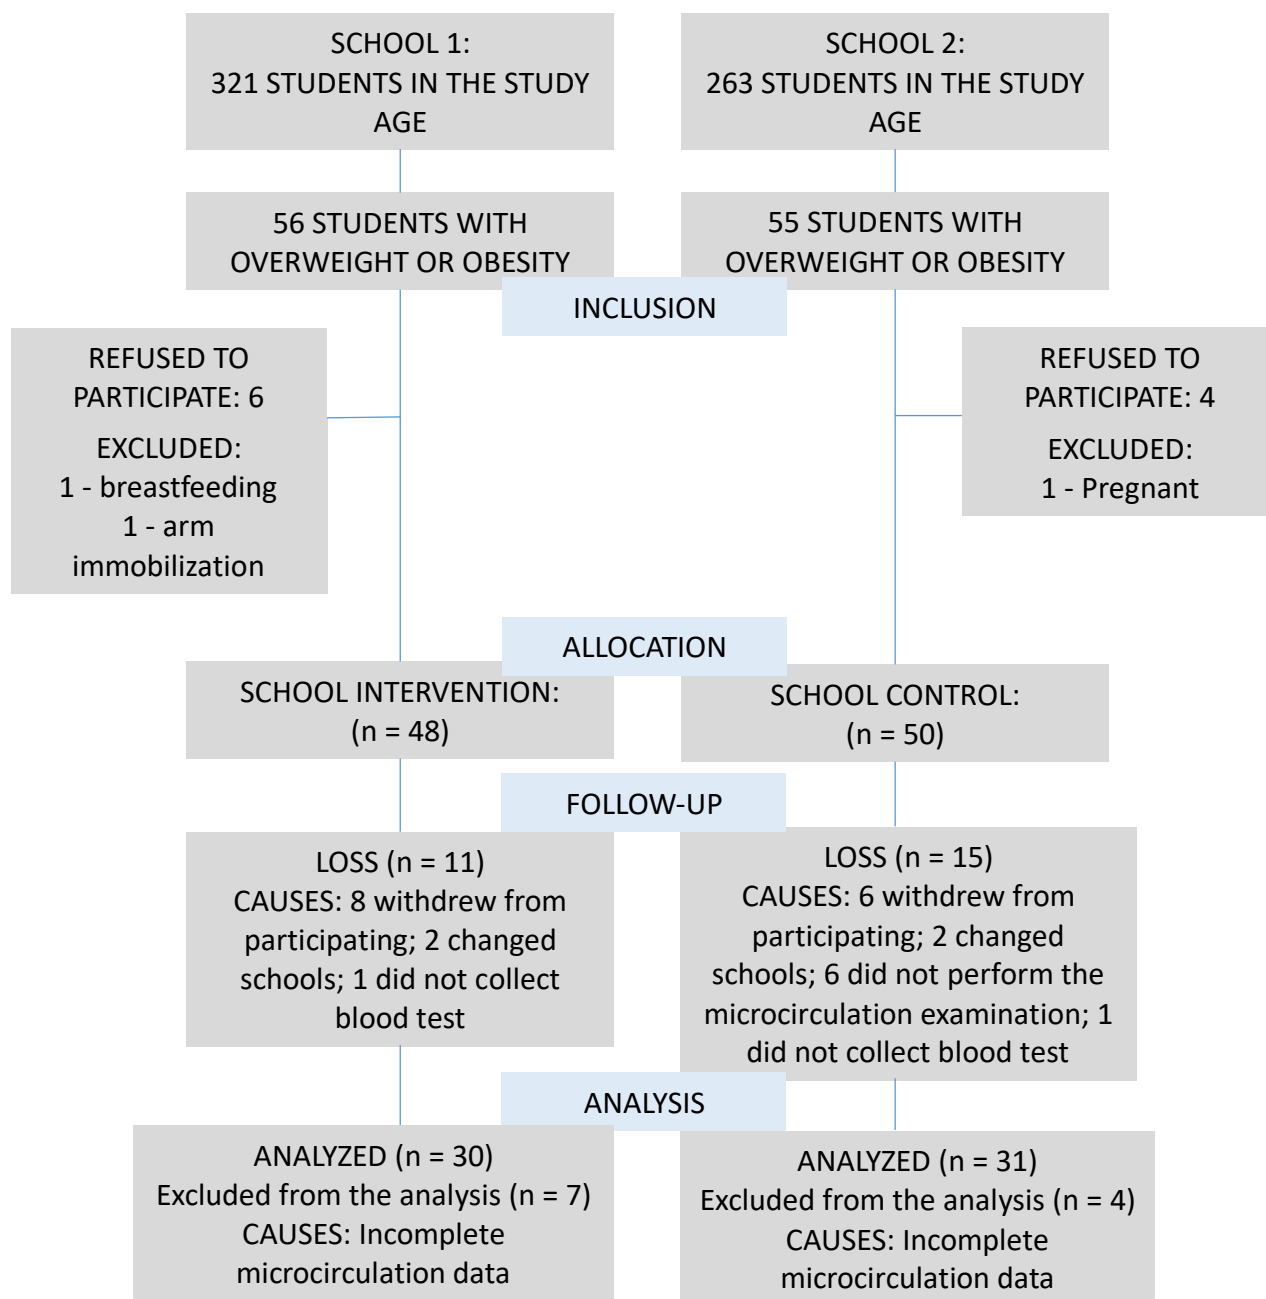 SCHOOL 1:
321 STUDENTS IN THE STUDY
AGE
SCHOOL 2:
263 STUDENTS IN THE STUDY
AGE
56 STUDENTS WITH
OVERWEIGHT OR OBESITY
55 STUDENTS WITH
OVERWEIGHT OR OBESITY
INCLUSION
REFUSED TO
PARTICIPATE: 6
EXCLUDED:
1 - breastfeeding
1 - arm
immobilization
REFUSED TO
PARTICIPATE: 4
EXCLUDED:
1 - Pregnant
ALLOCATION
SCHOOL INTERVENTION:
(n = 48)
SCHOOL CONTROL:
(n = 50)
FOLLOW-UP
LOSS (n = 11)
CAUSES: 8 withdrew from
participating; 2 changed
schools; 1 did not collect
blood test
LOSS (n = 15)
CAUSES: 6 withdrew from
participating; 2 changed
schools; 6 did not perform the
microcirculation examination; 1
did not collect blood test
ANALYSIS
ANALYZED (n = 30)
Excluded from the analysis (n = 7)
CAUSES: Incomplete
microcirculation data
ANALYZED (n = 31)
Excluded from the analysis (n = 4)
CAUSES: Incomplete
microcirculation data